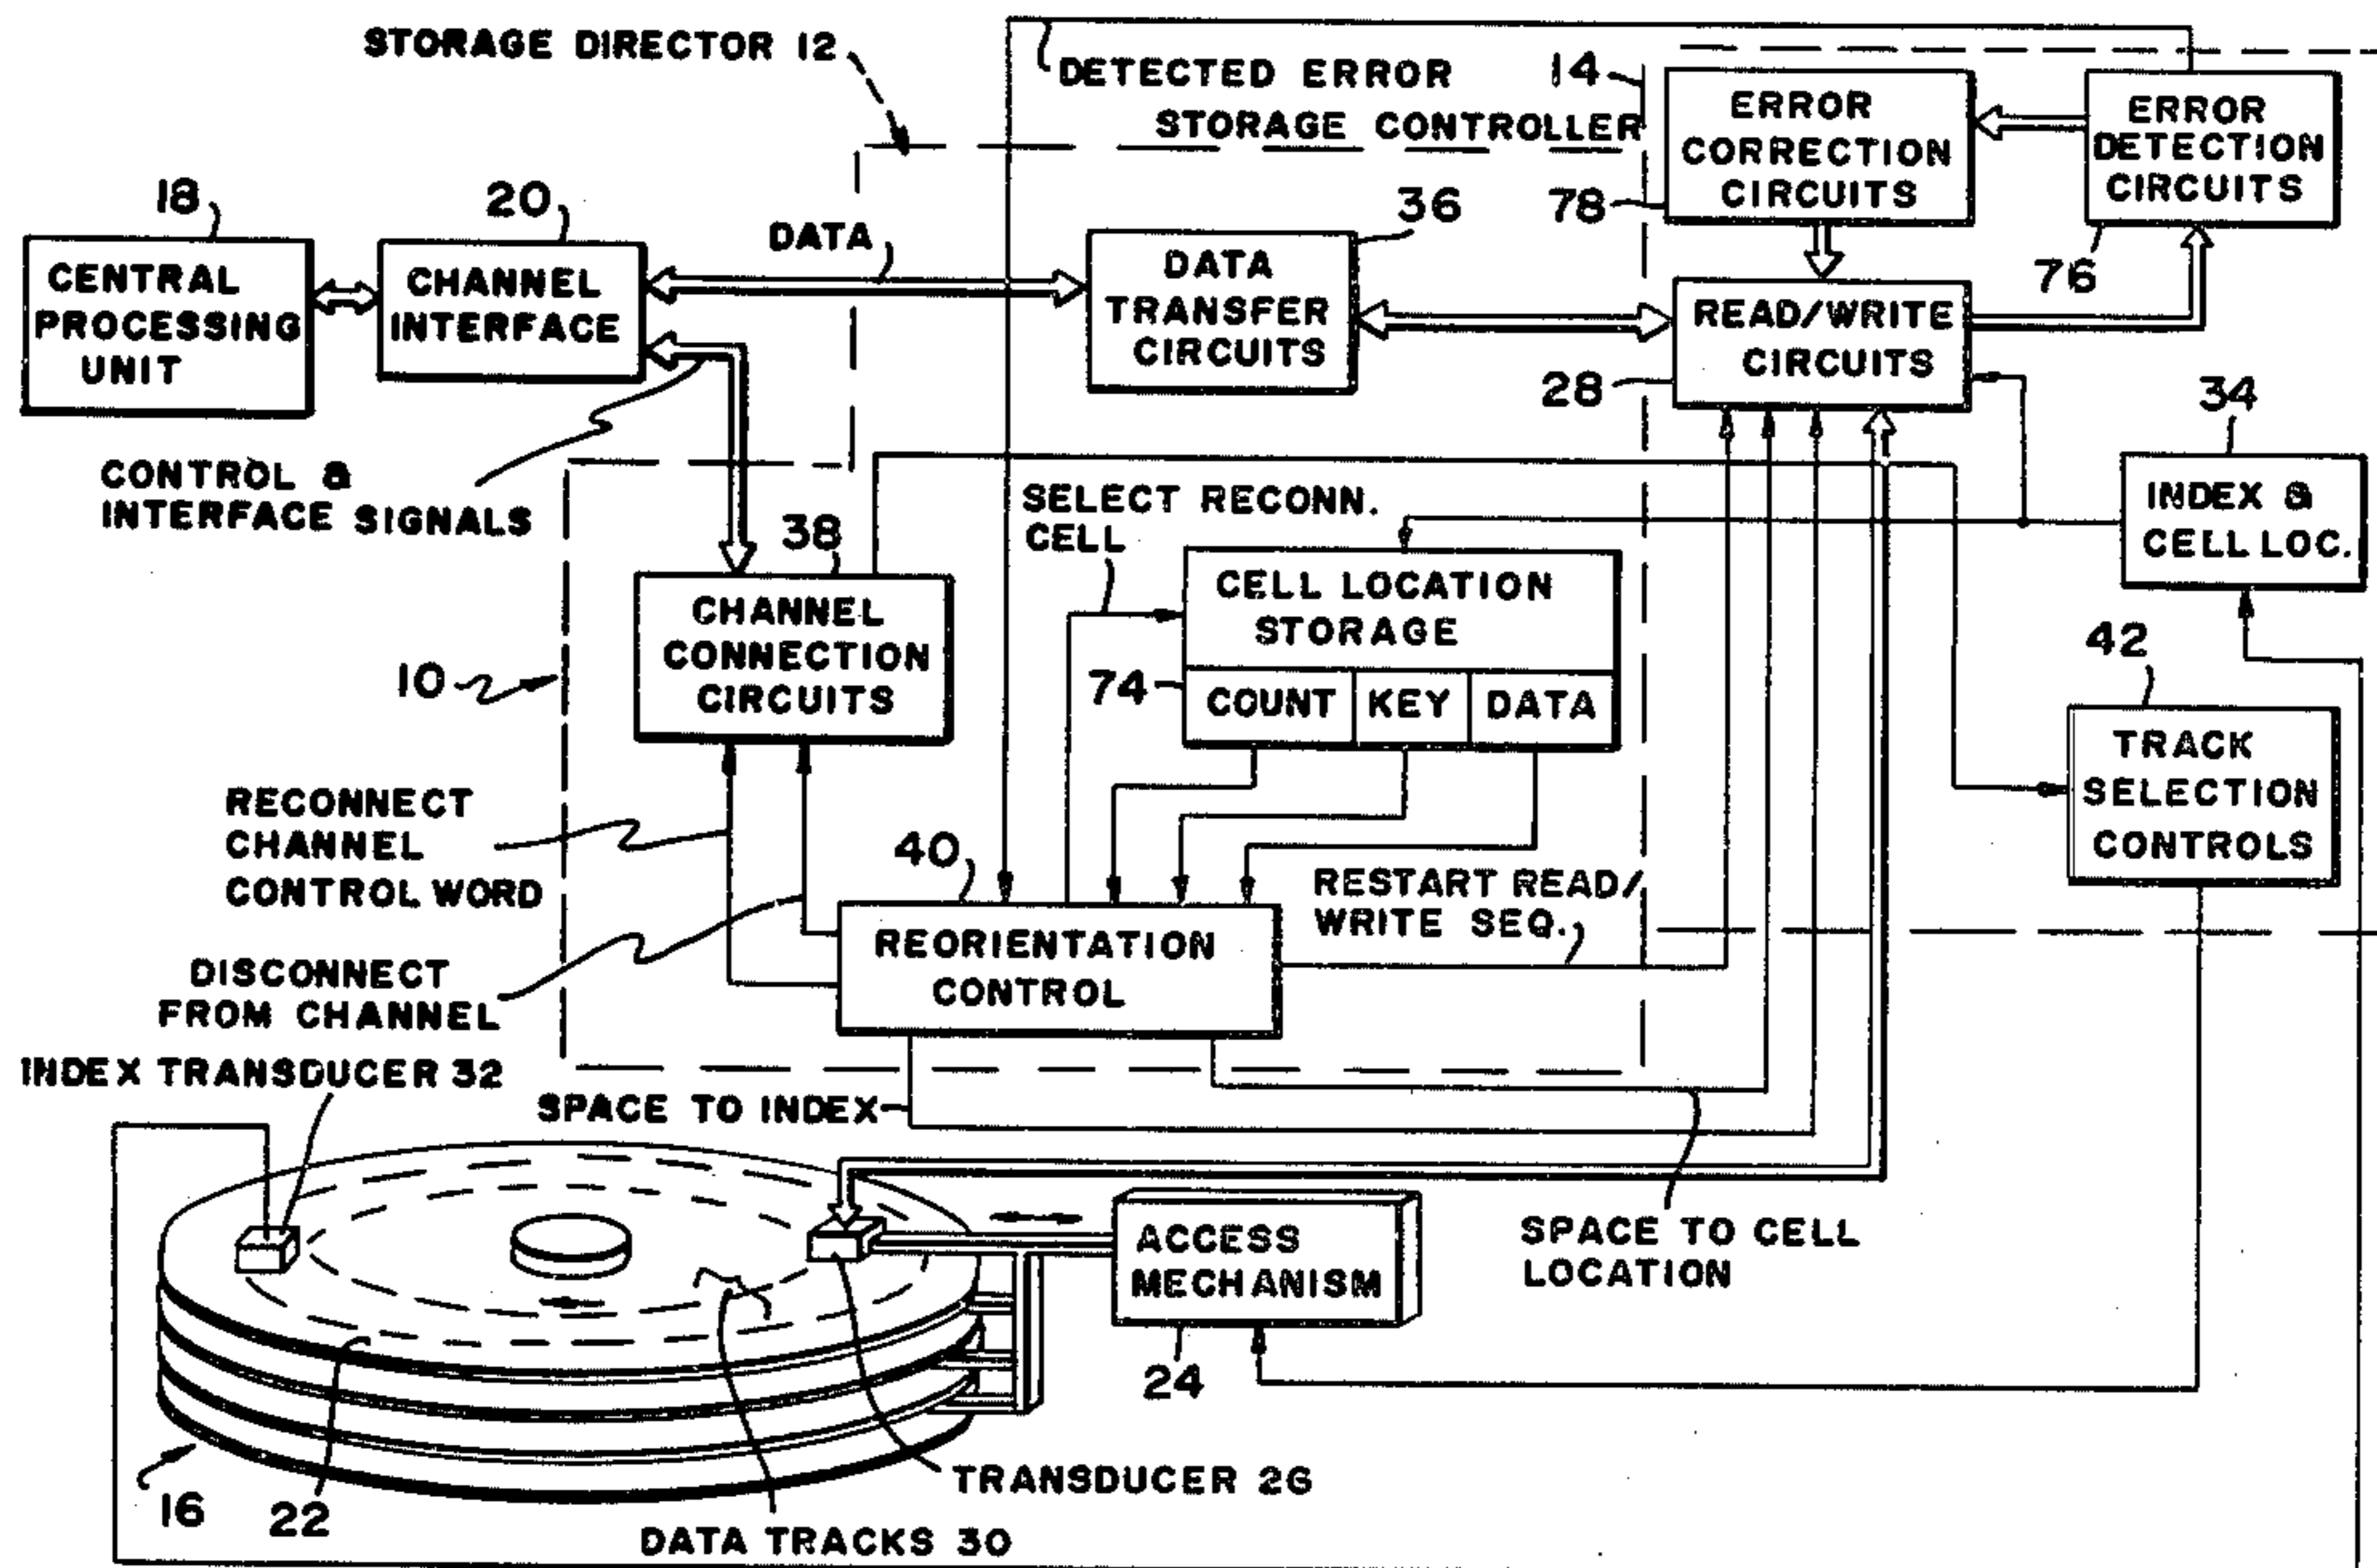 STORAGE DIRECTOR 12
DETECTED ERROR
STORAGE CONTROLLER
14
ERROR
CORRECTION
CIRCUITS
78
ERROR
DETECTION
CIRCUITS
76
18
CENTRAL
PROCESSING
UNIT
20
CHANNEL
INTERFACE
DATA
36
DATA
TRANSFER
CIRCUITS
READ/WRITE
CIRCUITS
28
34
INDEX &
CELL LOC.
CONTROL &
INTERFACE SIGNALS
38
CHANNEL
CONNECTION
CIRCUITS
SELECT RECONN.
CELL
CELL LOCATION
STORAGE
74
COUNT KEY DATA
10
42
TRACK
SELECTION
CONTROLS
RECONNECT
CHANNEL
CONTROL WORD
40
REORIENTATION
CONTROL
RESTART READ/
WRITE SEQ.
DISCONNECT
FROM CHANNEL
INDEX TRANSDUCER 32
SPACE TO INDEX
ACCESS
MECHANISM
24
SPACE TO CELL
LOCATION
16
22
TRANSDUCER 26
DATA TRACKS 30